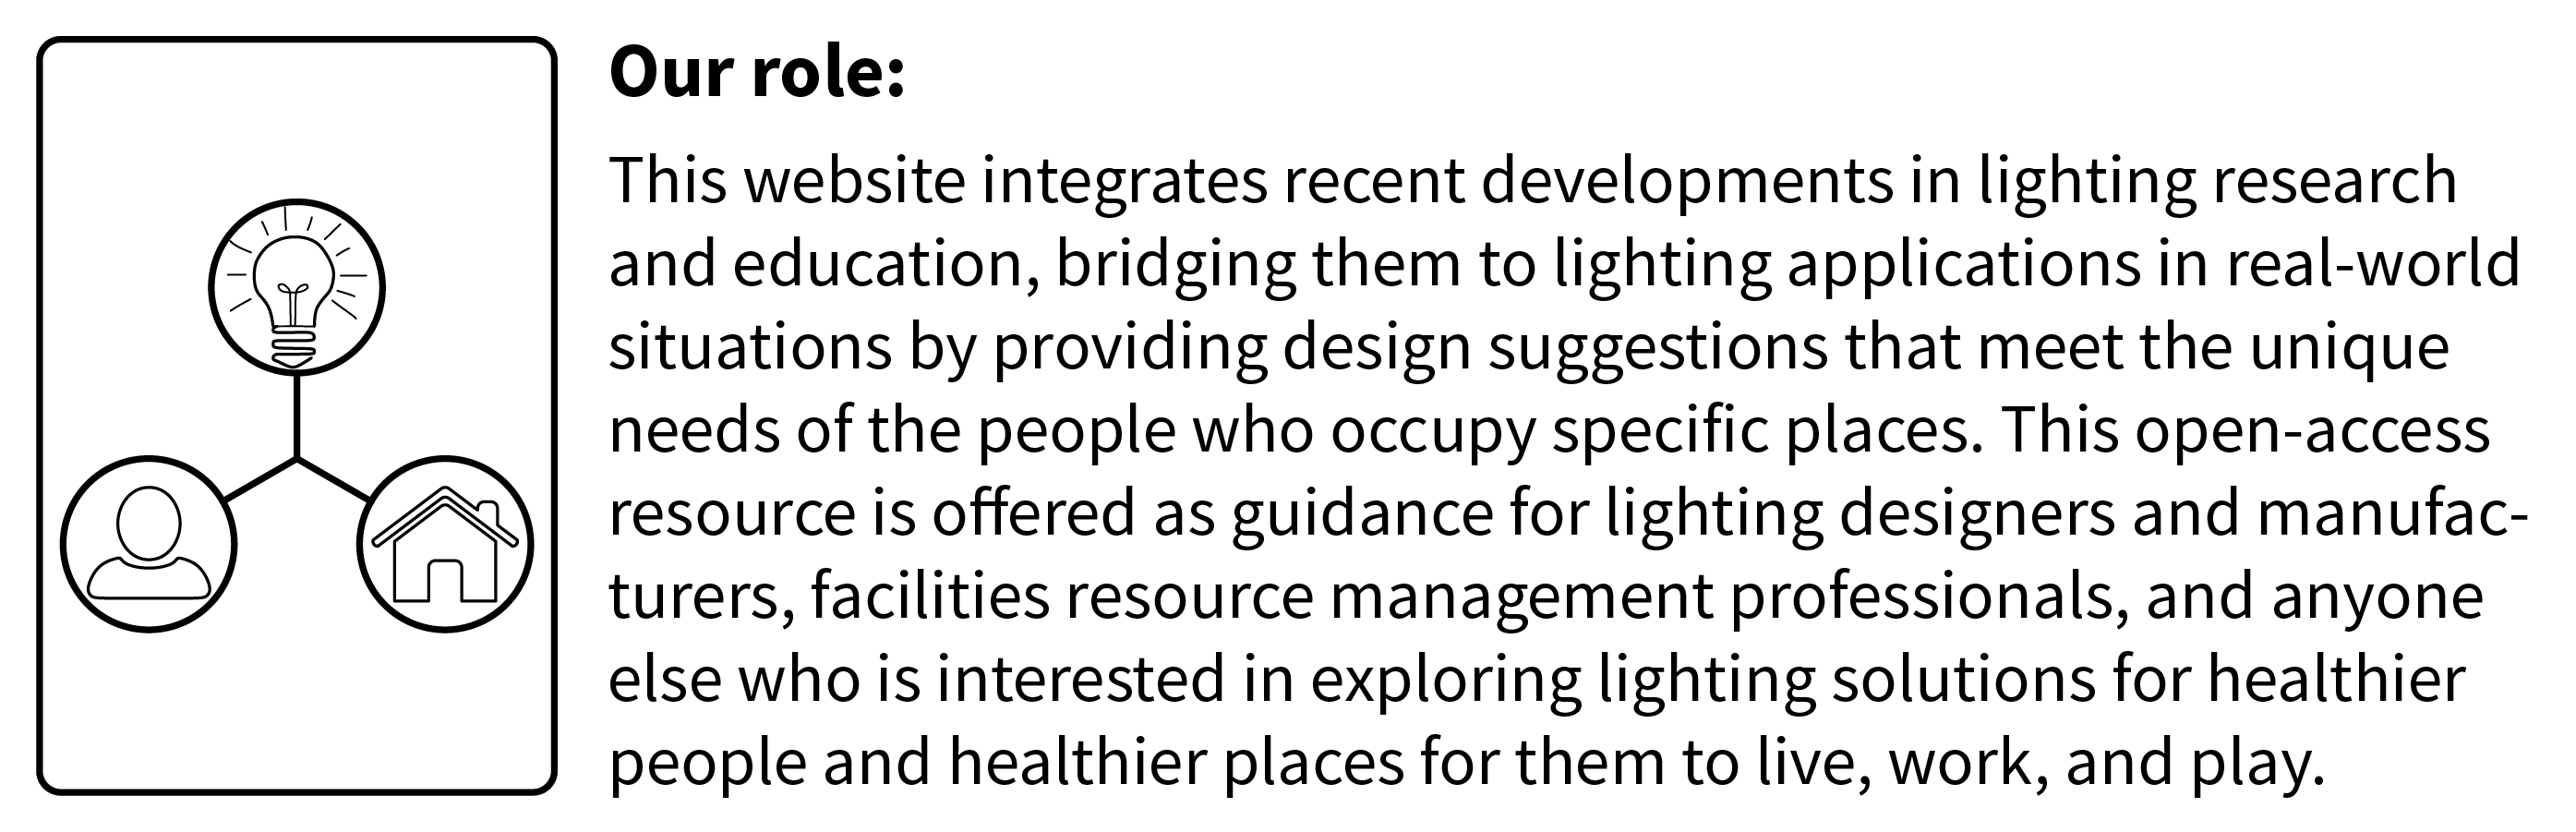 Our role:
This website integrates recent developments in lighting research
and education, bridging them to lighting applications in real-world
situations by providing design suggestions that meet the unique
needs of the people who occupy specific places. This open-access
resource is offered as guidance for lighting designers and manufac-
turers, facilities resource management professionals, and anyone
else who is interested in exploring lighting solutions for healthier
people and healthier places for them to live, work, and play.